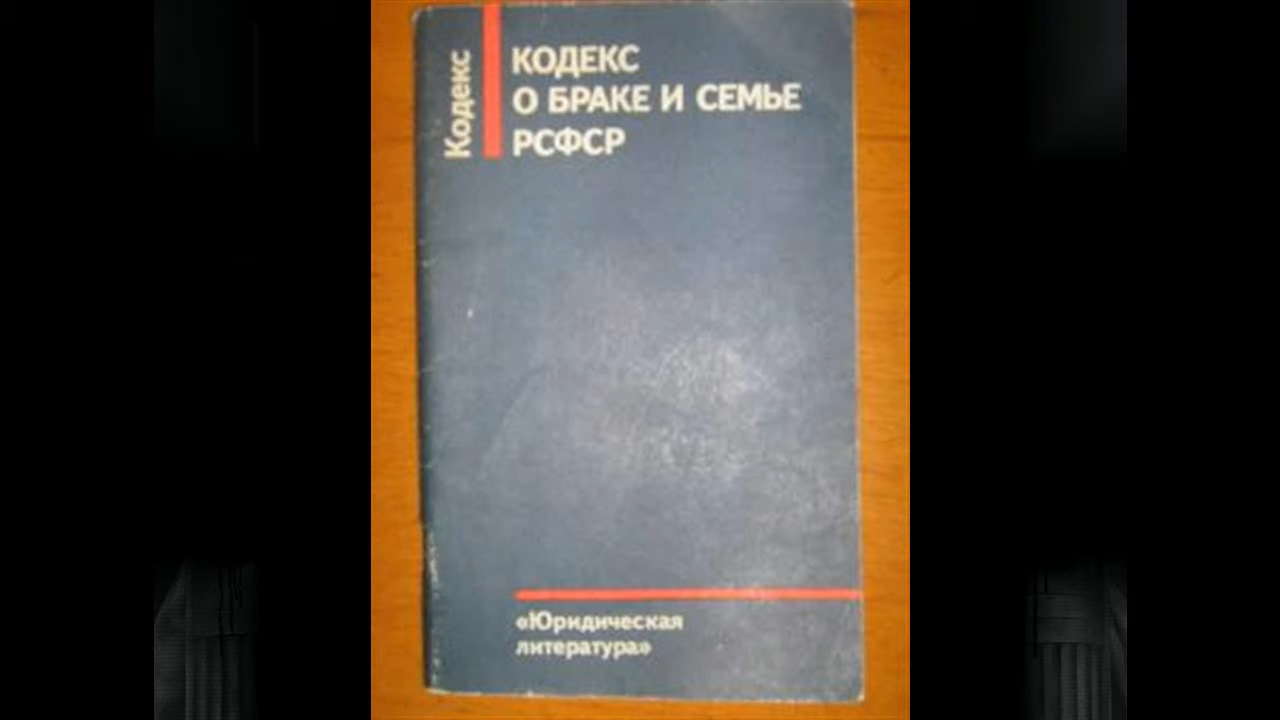 Кодекс
КОДЕКС
О БРАКЕ И СЕМЬЕ
РСФСР
«Юридическая
литература»